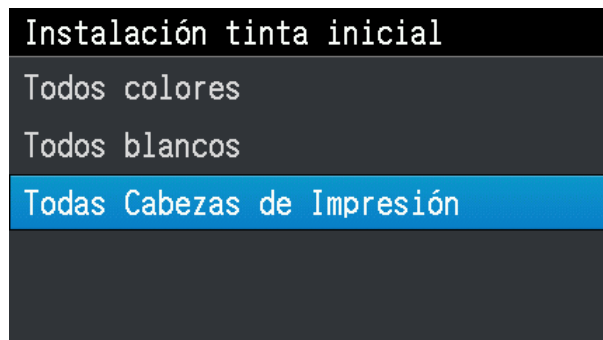 Instalación tinta inicial
Todos colores
Todos blancos
Todas Cabezas de Impresión